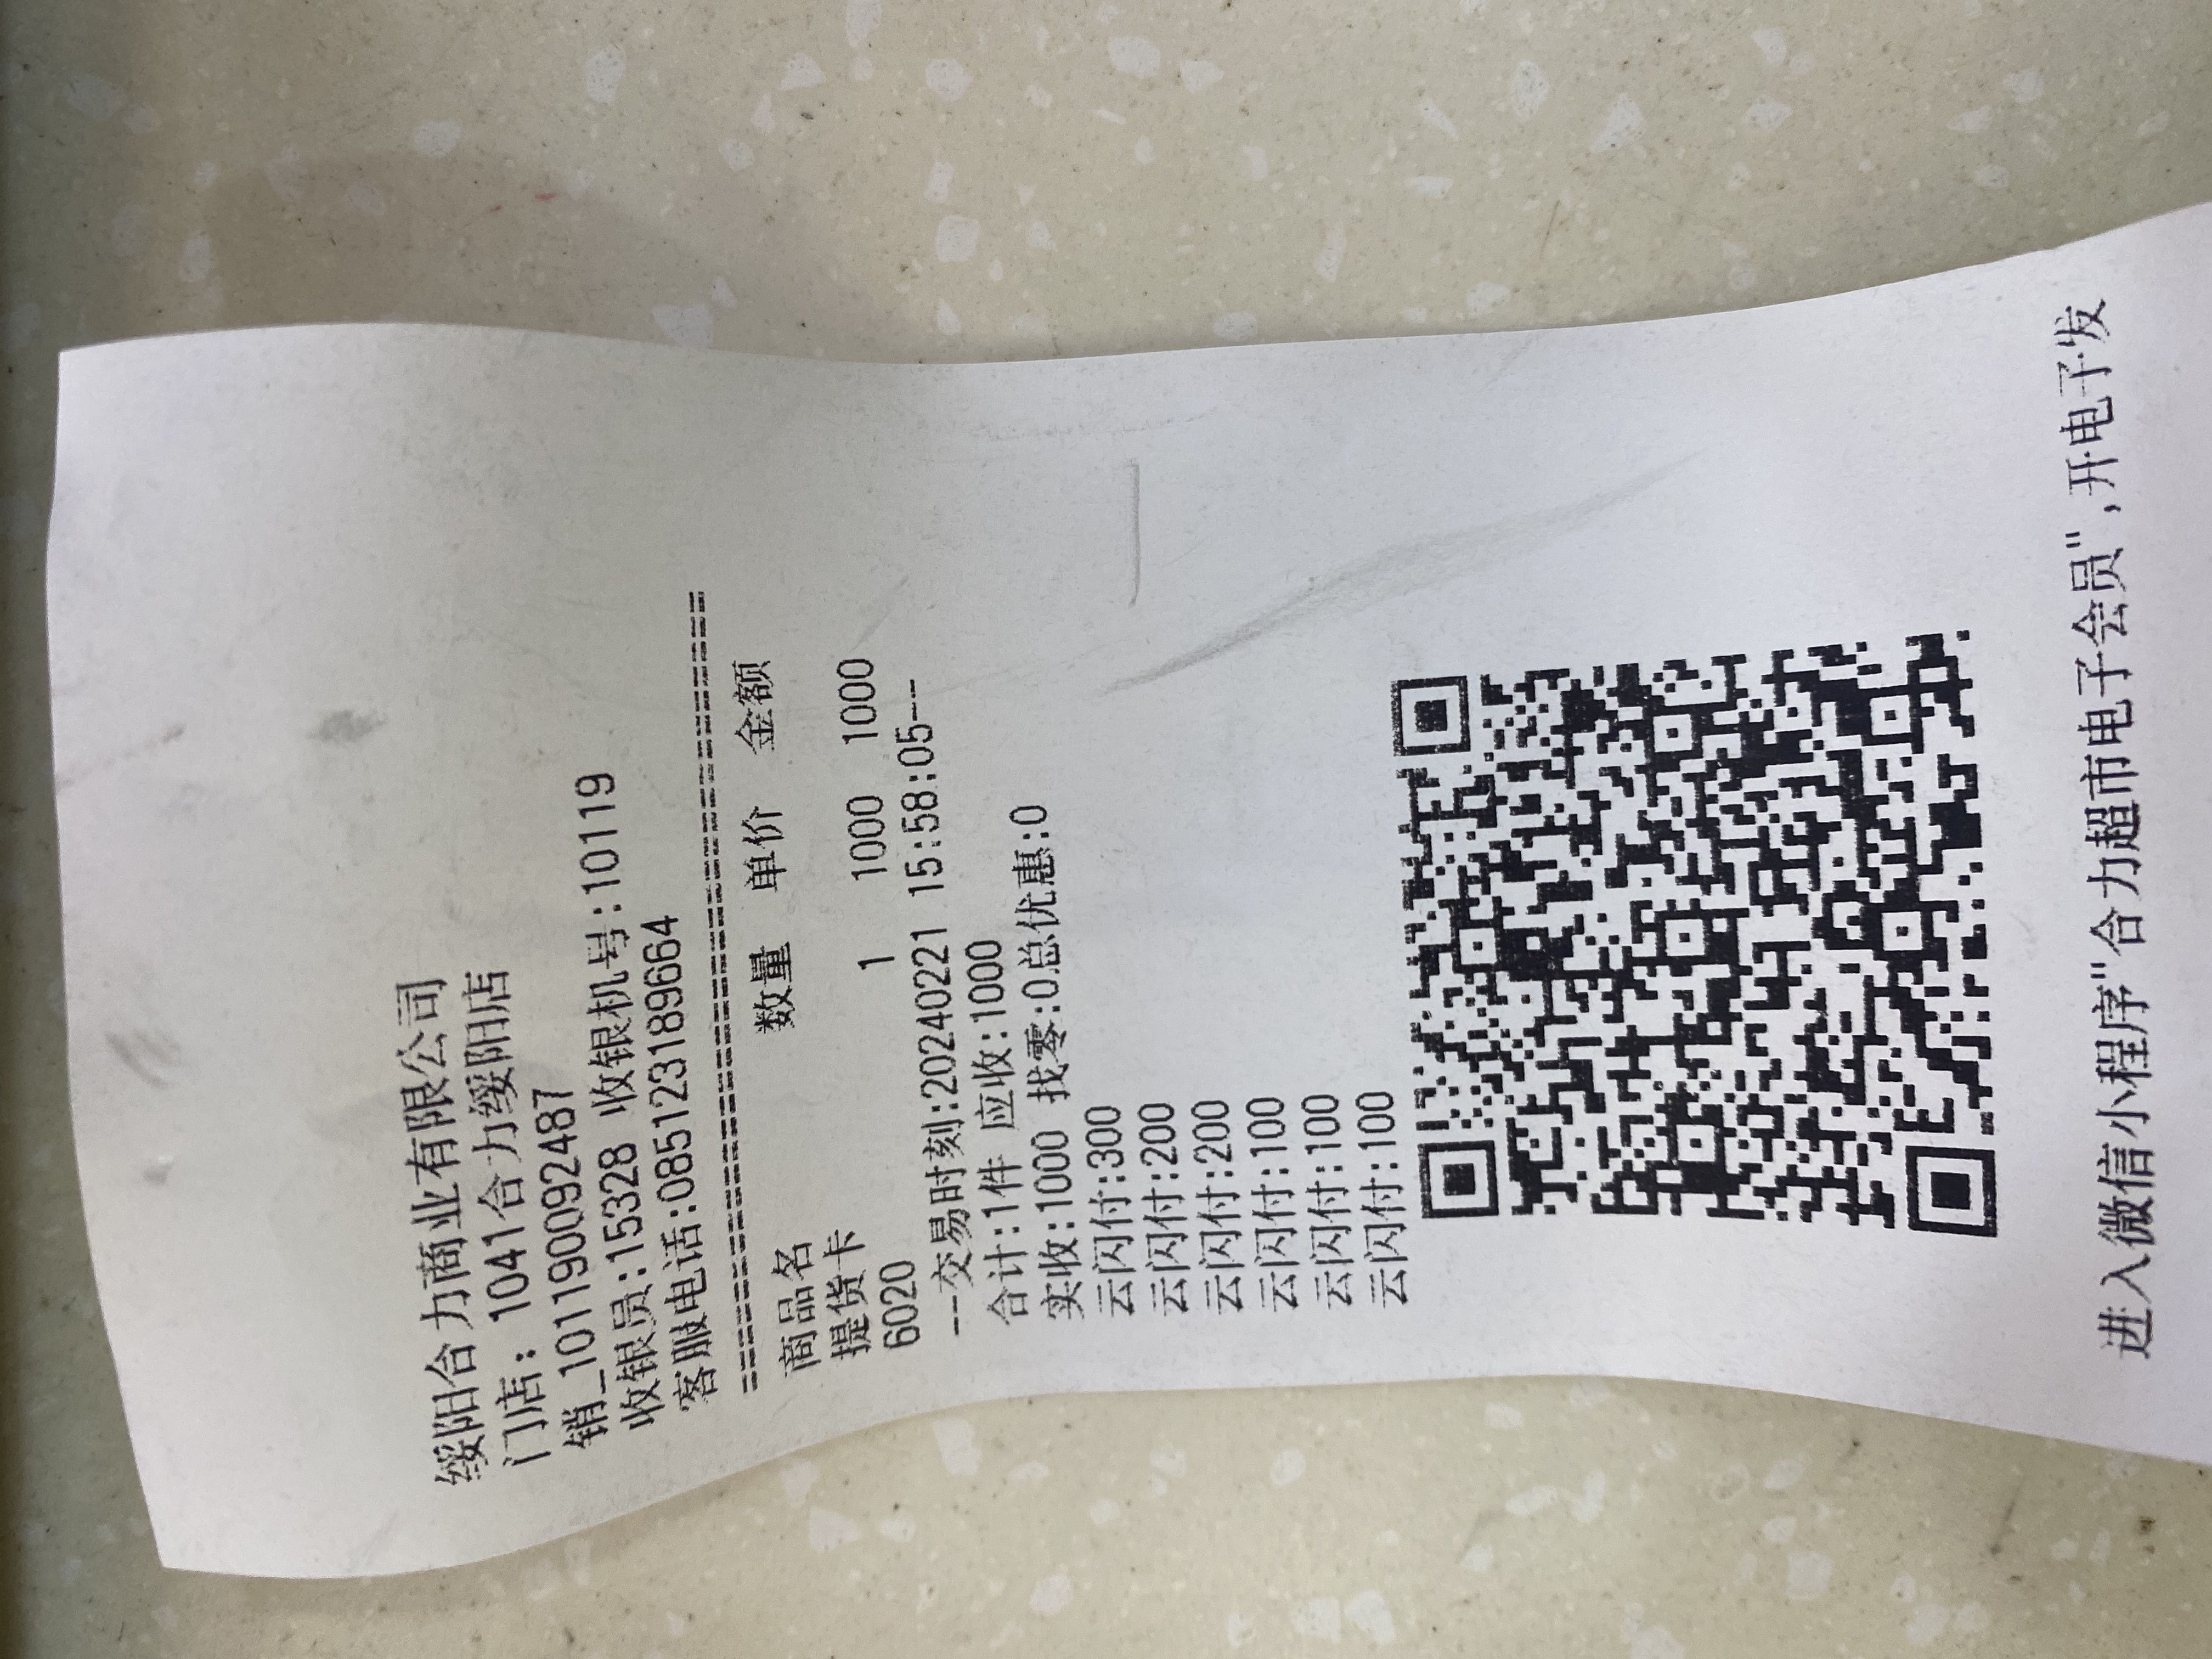 绥阳合力商业有限公司
门店：1041合力绥阳店
销_1011900092487
收银员:15328 收银机号:10119
客服电话:085123189664
==========================================
商品名 数量 单价 金额
提货卡
6020 1 1000 1000
--交易时刻:20240221 15:58:05--
合计:1件 应收:1000
实收:1000 找零:0总优惠:0
云闪付:300
云闪付:200
云闪付:200
云闪付:100
云闪付:100
云闪付:100
进入微信小程序"合力超市电子会员",开电子发